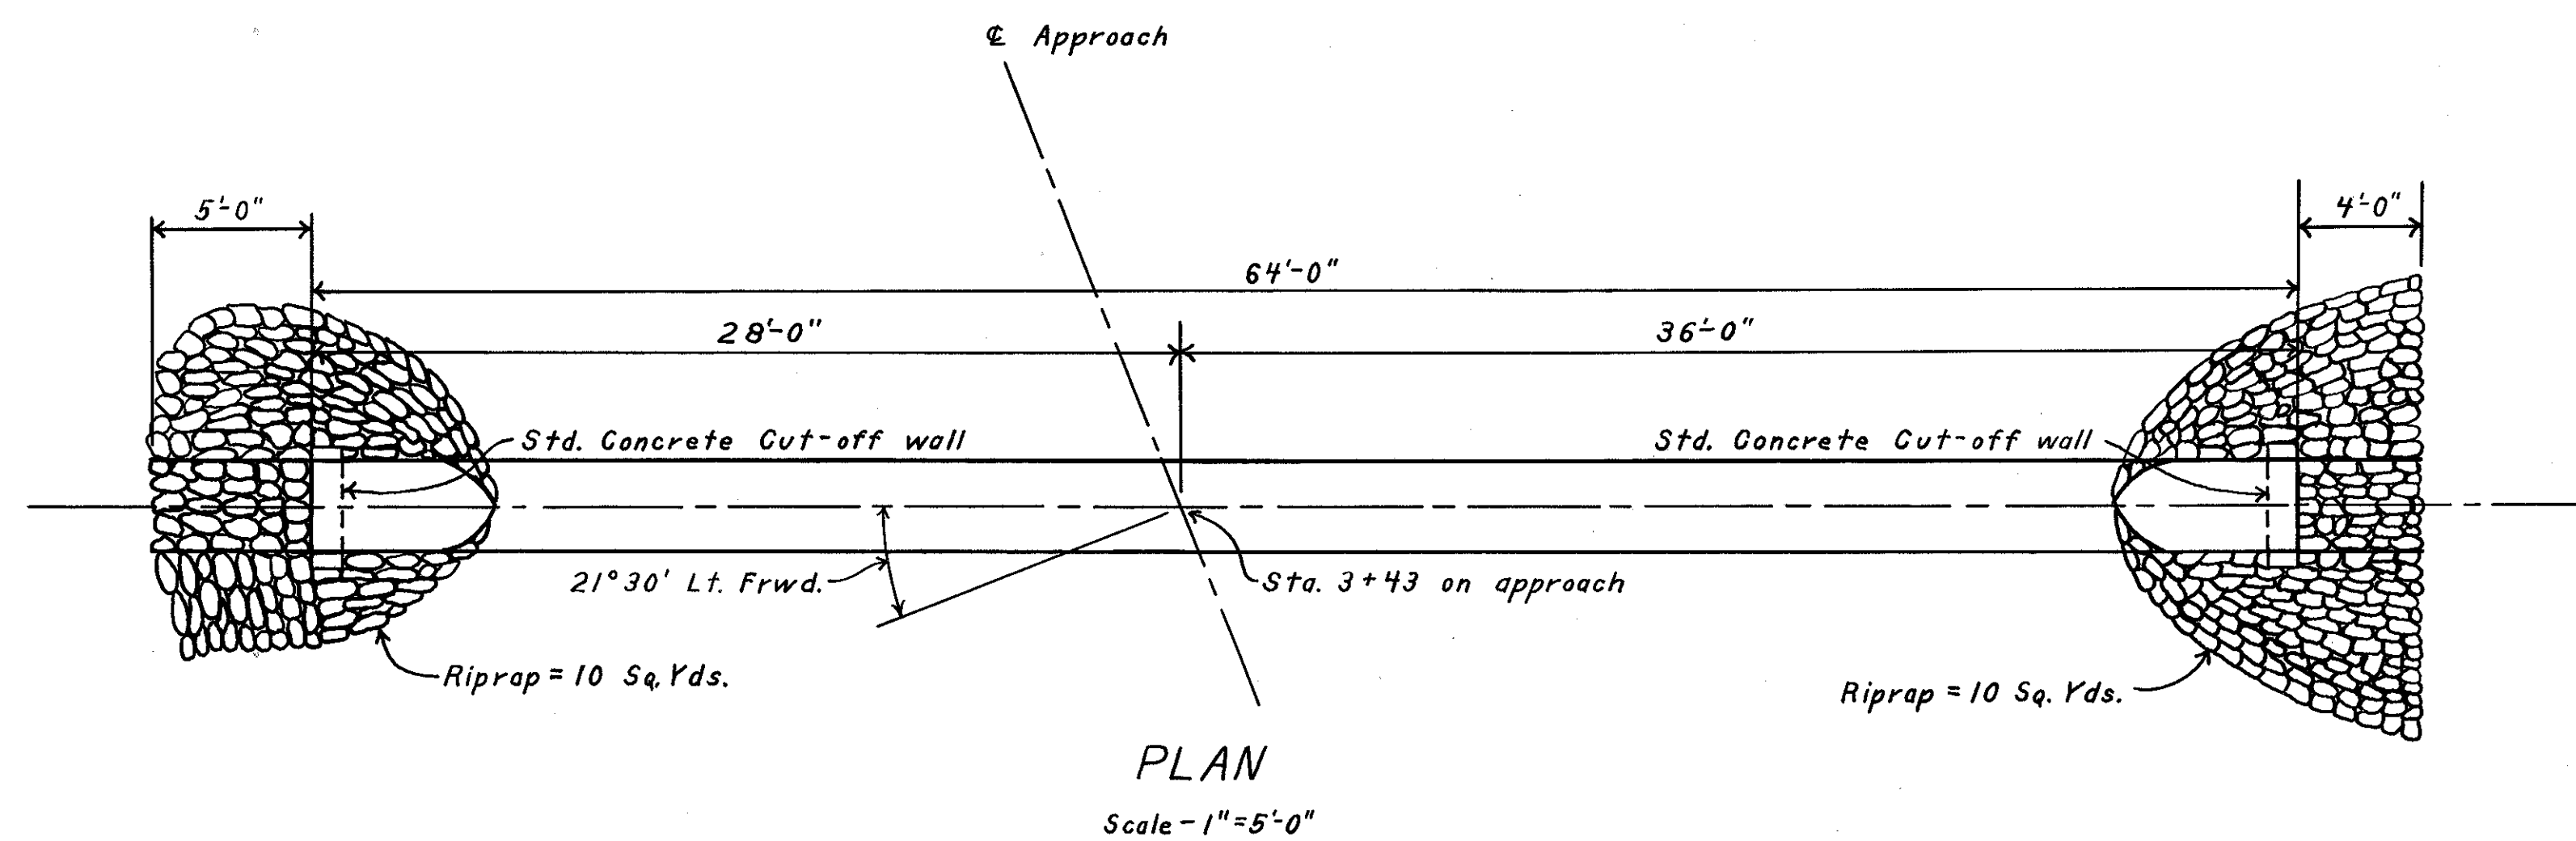 ℄ Approach
5'-0"
4'-0"
64'-0"
28'-0"
36'-0"
Std. Concrete Cut-off wall
Std. Concrete Cut-off wall
21°30' Lt. Frwd.
Sta. 3+43 on approach
Riprap = 10 Sq. Yds.
Riprap = 10 Sq. Yds.
PLAN
Scale - 1"=5'-0"